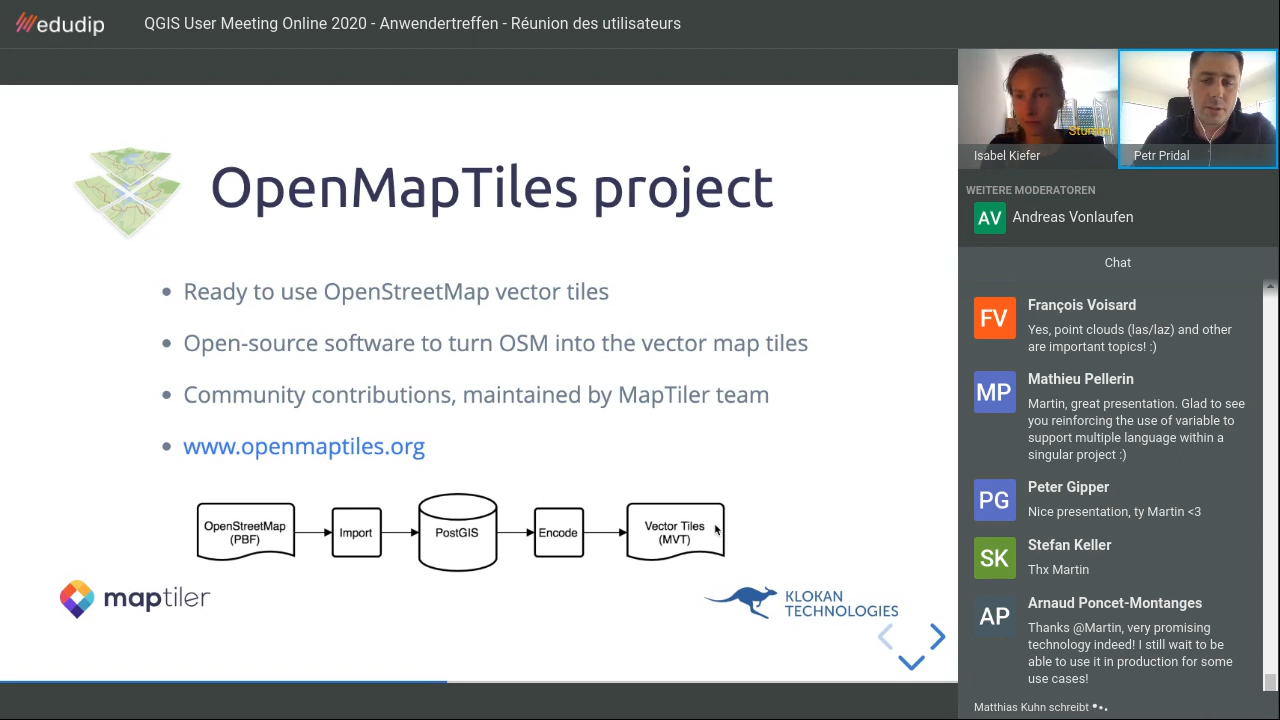 edudip
QGIS User Meeting Online 2020 - Anwendertreffen - Réunion des utilisateurs
OpenMapTiles project
Ready to use OpenStreetMap vector tiles
Open-source software to turn OSM into the vector map tiles
Community contributions, maintained by MapTiler team
www.openmaptiles.org
OpenStreetMap
(PBF)
Import
PostGIS
Encode
Vector Tiles
(MVT)
maptiler
KLOKAN
TECHNOLOGIES
Stumm
Isabel Kiefer
Petr Pridal
WEITERE MODERATOREN
AV
Andreas Vonlaufen
Chat
FV
François Voisard
Yes, point clouds (las/laz) and other
are important topics! :)
MP
Mathieu Pellerin
Martin, great presentation. Glad to see
you reinforcing the use of variable to
support multiple language within a
singular project :)
PG
Peter Gipper
Nice presentation, ty Martin <3
SK
Stefan Keller
Thx Martin
AP
Arnaud Poncet-Montanges
Thanks @Martin, very promising
technology indeed! I still wait to be
able to use it in production for some
use cases!
Matthias Kuhn schreibt